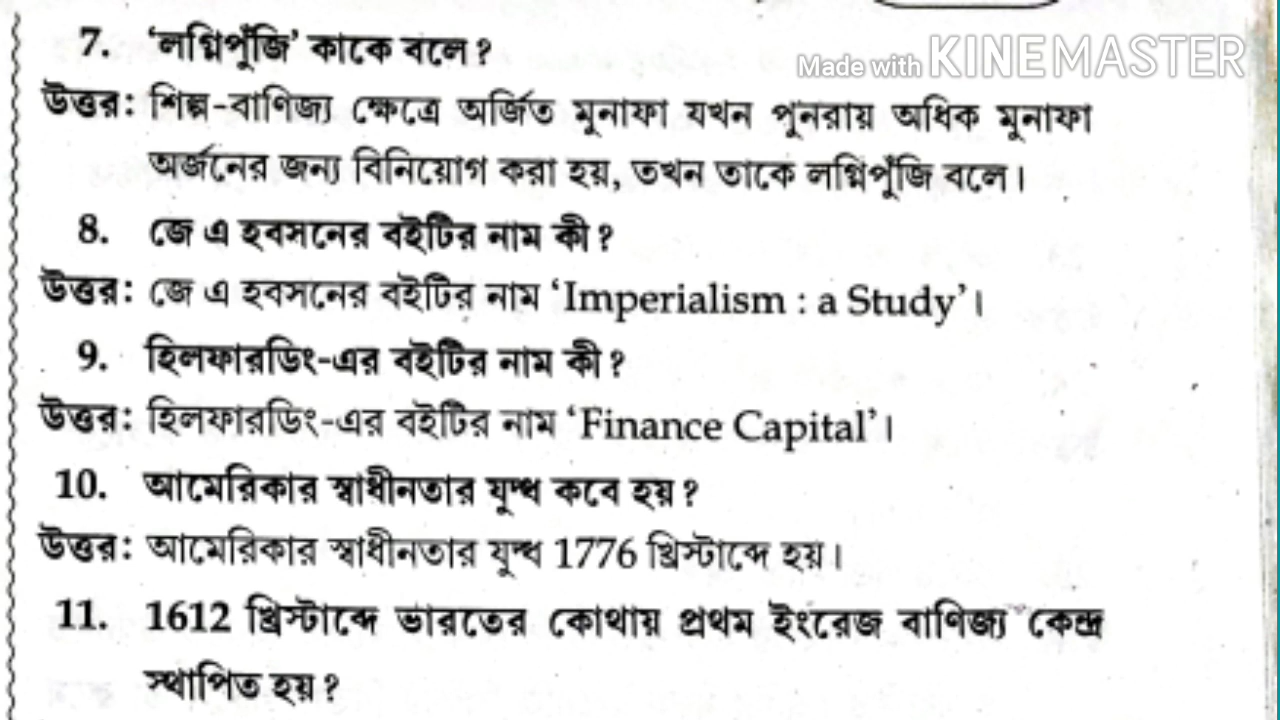 Made with KINEMASTER
7. ‘লগ্নিপুঁজি’ কাকে বলে?
উত্তর: শিল্প-বাণিজ্য ক্ষেত্রে অর্জিত মুনাফা যখন পুনরায় অধিক মুনাফা
অর্জনের জন্য বিনিয়োগ করা হয়, তখন তাকে লগ্নিপুঁজি বলে।
8. জে এ হবসনের বইটির নাম কী?
উত্তর: জে এ হবসনের বইটির নাম ‘Imperialism : a Study’।
9. হিলফারডিং-এর বইটির নাম কী?
উত্তর: হিলফারডিং-এর বইটির নাম ‘Finance Capital’।
10. আমেরিকার স্বাধীনতার যুদ্ধ কবে হয়?
উত্তর: আমেরিকার স্বাধীনতার যুদ্ধ 1776 খ্রিস্টাব্দে হয়।
11. 1612 খ্রিস্টাব্দে ভারতের কোথায় প্রথম ইংরেজ বাণিজ্য কেন্দ্র
স্থাপিত হয়?